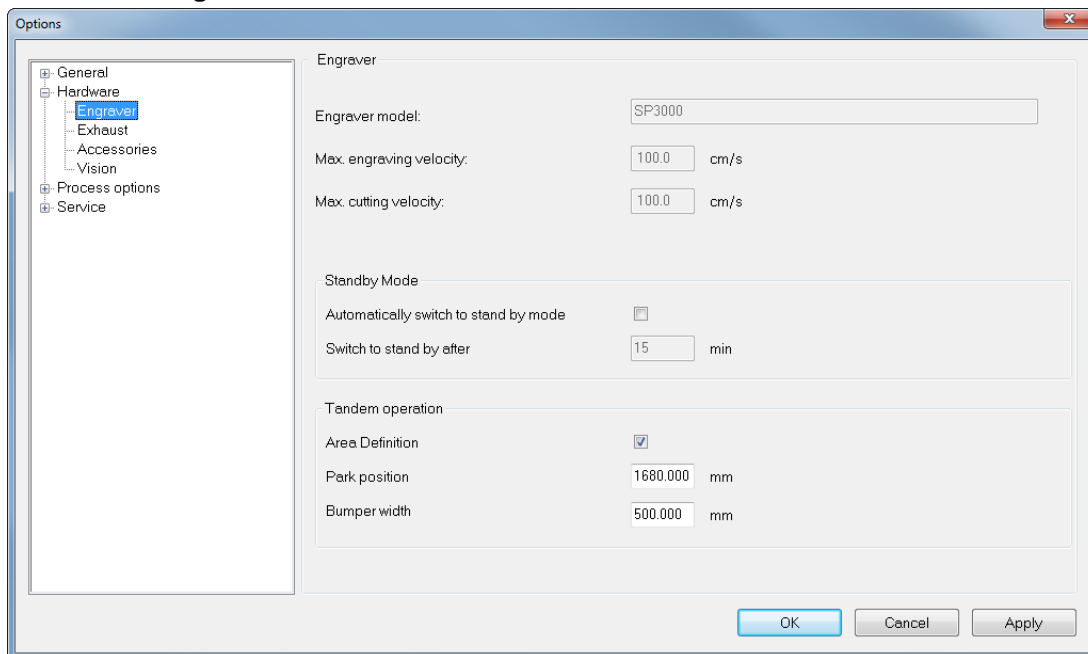 Options
x
General
Hardware
Engraver
Exhaust
Accessories
Vision
Process options
Service
Engraver
Engraver model: SP3000
Max. engraving velocity: 100.0 cm/s
Max. cutting velocity: 100.0 cm/s
Standby Mode
Automatically switch to stand by mode
Switch to stand by after 15 min
Tandem operation
Area Definition
Park position 1680.000 mm
Bumper width 500.000 mm
OK Cancel Apply